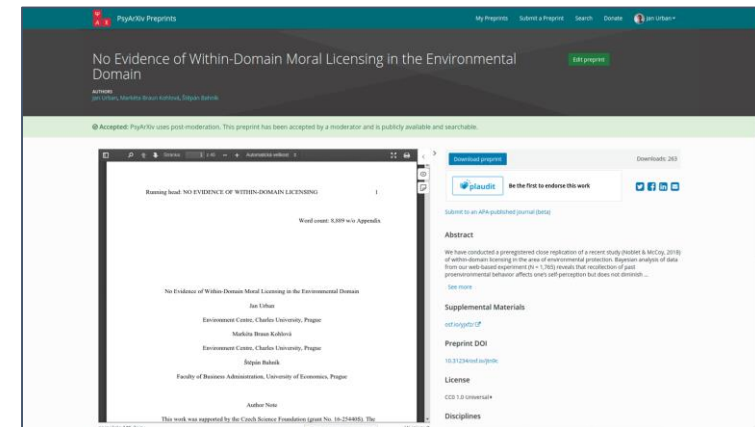 PsyArXiv Preprints
My Preprints Submit a Preprint Search Donate Jan Urban
No Evidence of Within-Domain Moral Licensing in the Environmental
Domain
Edit preprint
AUTHORS
Jan Urban, Markéta Braun Kohlová, Štěpán Bahník
Accepted: PsyArXiv uses post-moderation. This preprint has been accepted by a moderator and is publicly available and searchable.
Stránka: 1 z 45 Automatická velikost
Running head: NO EVIDENCE OF WITHIN-DOMAIN LICENSING 1
Word count: 8,889 w/o Appendix
No Evidence of Within-Domain Moral Licensing in the Environmental Domain
Jan Urban
Environment Centre, Charles University, Prague
Markéta Braun Kohlová
Environment Centre, Charles University, Prague
Štěpán Bahník
Faculty of Business Administration, University of Economics, Prague
Author Note
This work was supported by the Czech Science Foundation (grant No. 16-25440S). The
Download preprint
Downloads: 263
plaudit Be the first to endorse this work
Submit to an APA-published journal (beta)
Abstract
We have conducted a preregistered close replication of a recent study (Noblet & McCoy, 2018)
of within-domain licensing in the area of environmental protection. Bayesian analysis of data
from our web-based experiment (N = 1,765) reveals that recollection of past
proenvironmental behavior affects one's self-perception but does not diminish ...
See more
Supplemental Materials
Preprint DOI
License
CC0 1.0 Universal
Disciplines